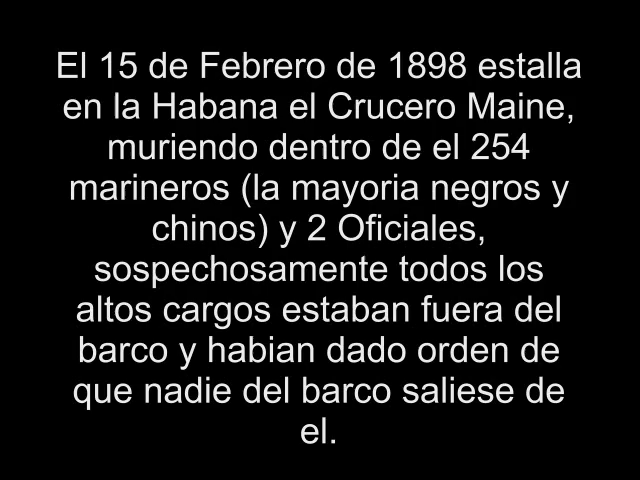 El 15 de Febrero de 1898 estalla
en la Habana el Crucero Maine,
muriendo dentro de el 254
marineros (la mayoria negros y
chinos) y 2 Oficiales,
sospechosamente todos los
altos cargos estaban fuera del
barco y habian dado orden de
que nadie del barco saliese de
el.